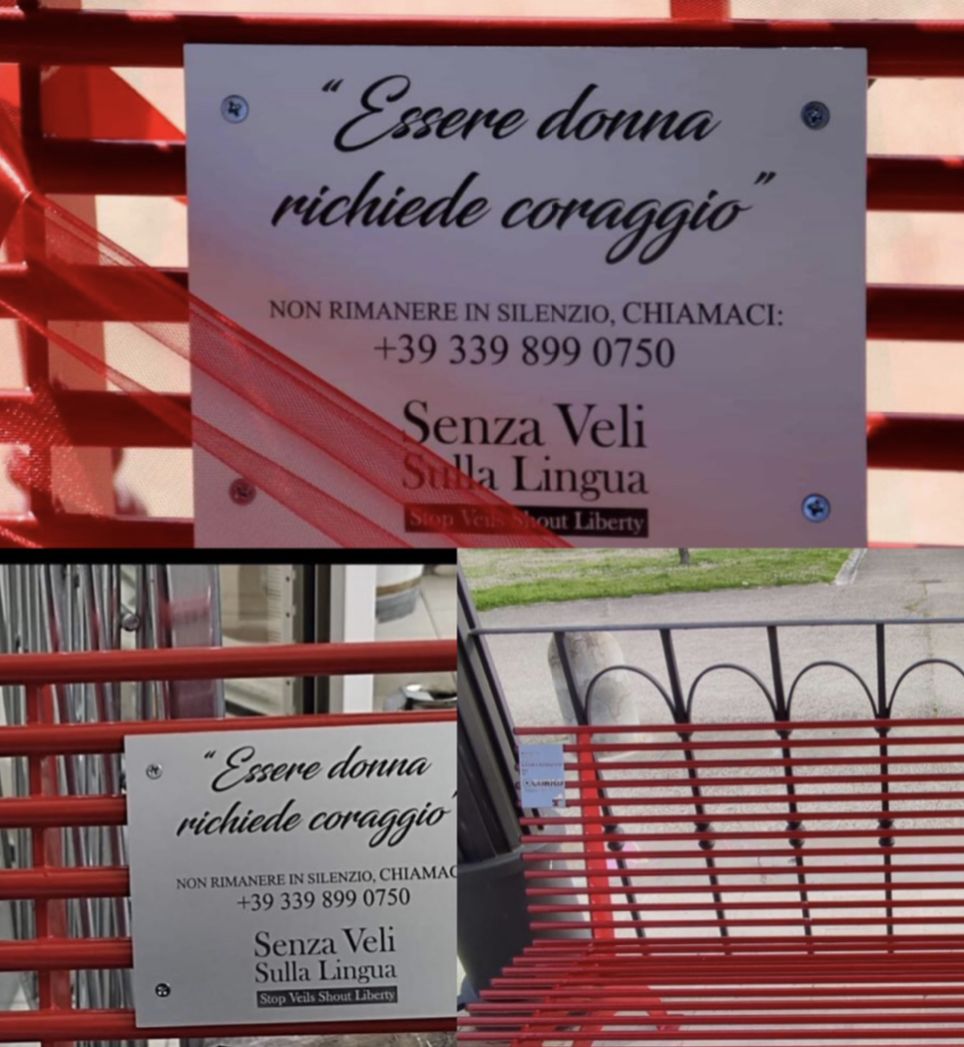 “Essere donna
richiede coraggio”
NON RIMANERE IN SILENZIO, CHIAMACI:
+39 339 899 0750
Senza Veli
Sulla Lingua
Stop Veils Shout Liberty
“Essere donna
richiede coraggio”
NON RIMANERE IN SILENZIO, CHIAMAC
+39 339 899 0750
Senza Veli
Sulla Lingua
Stop Veils Shout Liberty